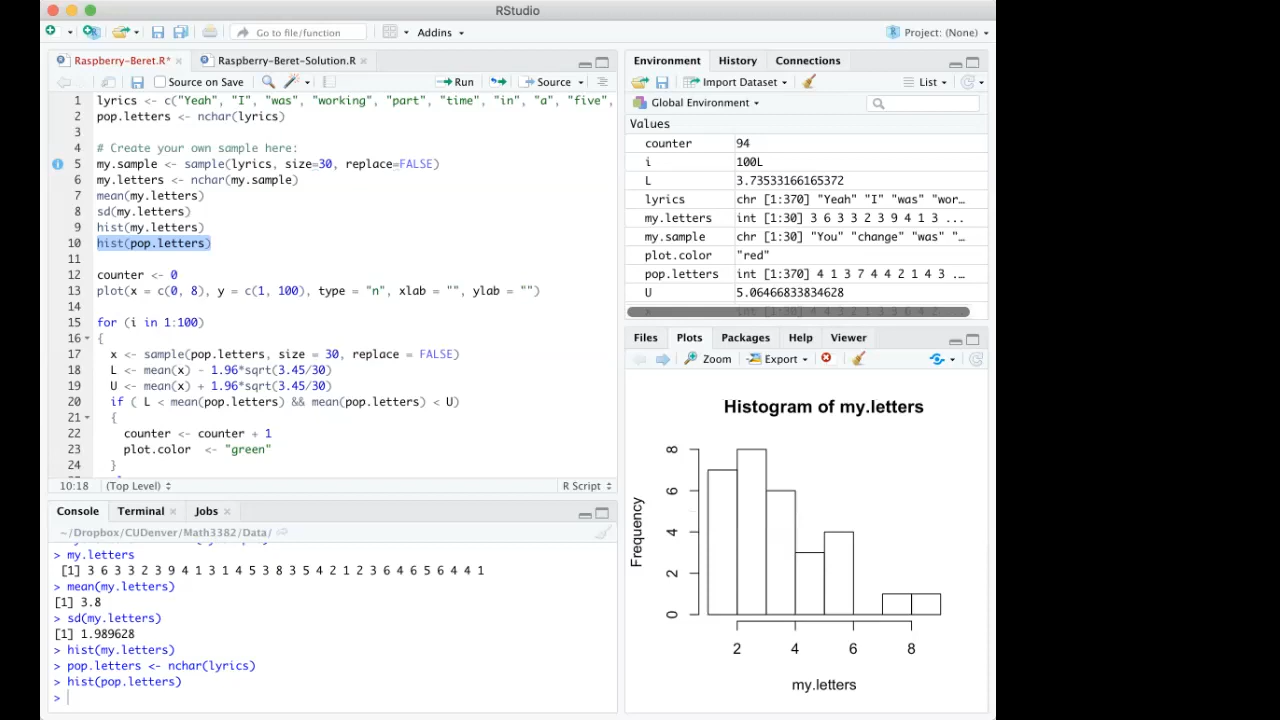 RStudio
Go to file/function
Addins
Project: (None)
Raspberry-Beret.R*
Raspberry-Beret-Solution.R
Source on Save
Run
Source
1 lyrics <- c("Yeah", "I", "was", "working", "part", "time", "in", "a", "five",
2 pop.letters <- nchar(lyrics)
3
4 # Create your own sample here:
5 my.sample <- sample(lyrics, size=30, replace=FALSE)
6 my.letters <- nchar(my.sample)
7 mean(my.letters)
8 sd(my.letters)
9 hist(my.letters)
10 hist(pop.letters)
11
12 counter <- 0
13 plot(x = c(0, 8), y = c(1, 100), type = "n", xlab = "", ylab = "")
14
15 for (i in 1:100)
16 {
17 x <- sample(pop.letters, size = 30, replace = FALSE)
18 L <- mean(x) - 1.96*sqrt(3.45/30)
19 U <- mean(x) + 1.96*sqrt(3.45/30)
20 if ( L < mean(pop.letters) && mean(pop.letters) < U)
21 {
22 counter <- counter + 1
23 plot.color <- "green"
24 }
10:18 (Top Level)
R Script
Console Terminal Jobs
~/Dropbox/CUDenver/Math3382/Data/
> my.letters
[1] 3 6 3 3 2 3 9 4 1 3 1 4 5 3 8 3 5 4 2 1 2 3 6 4 6 5 6 4 4 1
> mean(my.letters)
[1] 3.8
> sd(my.letters)
[1] 1.989628
> hist(my.letters)
> pop.letters <- nchar(lyrics)
> hist(pop.letters)
>
Environment History Connections
Import Dataset
List
Global Environment
Values
counter 94
i 100L
L 3.73533166165372
lyrics chr [1:370] "Yeah" "I" "was" "wor…
my.letters int [1:30] 3 6 3 3 2 3 9 4 1 3 ...
my.sample chr [1:30] "You" "change" "was" "…
plot.color "red"
pop.letters int [1:370] 4 1 3 7 4 4 2 1 4 3 …
U 5.06466833834628
Files Plots Packages Help Viewer
Zoom
Export
Histogram of my.letters
Frequency
8
6
4
2
0
2 4 6 8
my.letters